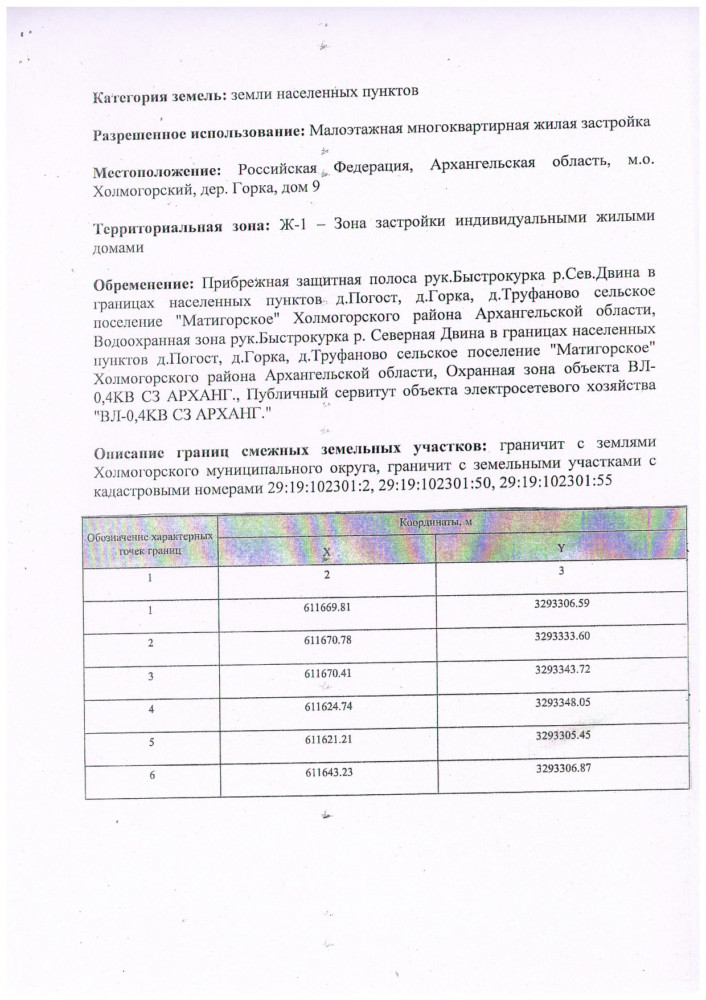 Категория земель: земли населенных пунктов
Разрешенное использование: Малоэтажная многоквартирная жилая застройка
Местоположение: Российская Федерация, Архангельская область, м.о.
Холмогорский, дер. Горка, дом 9
Территориальная зона: Ж-1 – Зона застройки индивидуальными жилыми
домами
Обременение: Прибрежная защитная полоса рук.Быстрокурка р.Сев.Двина в
границах населенных пунктов д.Погост, д.Горка, д.Труфаново сельское
поселение "Матигорское" Холмогорского района Архангельской области,
Водоохранная зона рук.Быстрокурка р. Северная Двина в границах населенных
пунктов д.Погост, д.Горка, д.Труфаново сельское поселение "Матигорское"
Холмогорского района Архангельской области, Охранная зона объекта ВЛ-
0,4КВ СЗ АРХАНГ., Публичный сервитут объекта электросетевого хозяйства
"ВЛ-0,4КВ СЗ АРХАНГ."
Описание границ смежных земельных участков: граничит с землями
Холмогорского муниципального округа, граничит с земельными участками с
кадастровыми номерами 29:19:102301:2, 29:19:102301:50, 29:19:102301:55
Обозначение характерных
точек границ
Координаты, м
X Y
1 2 3
1 611669.81 3293306.59
2 611670.78 3293333.60
3 611670.41 3293343.72
4 611624.74 3293348.05
5 611621.21 3293305.45
6 611643.23 3293306.87